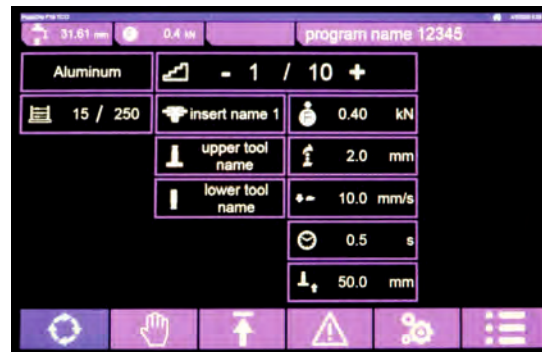 31.61 mm
0.4 kN
program name 12345
Aluminum
- 1 / 10 +
15 / 250
insert name 1
0.40 kN
upper tool name
2.0 mm
lower tool name
10.0 mm/s
0.5 s
50.0 mm